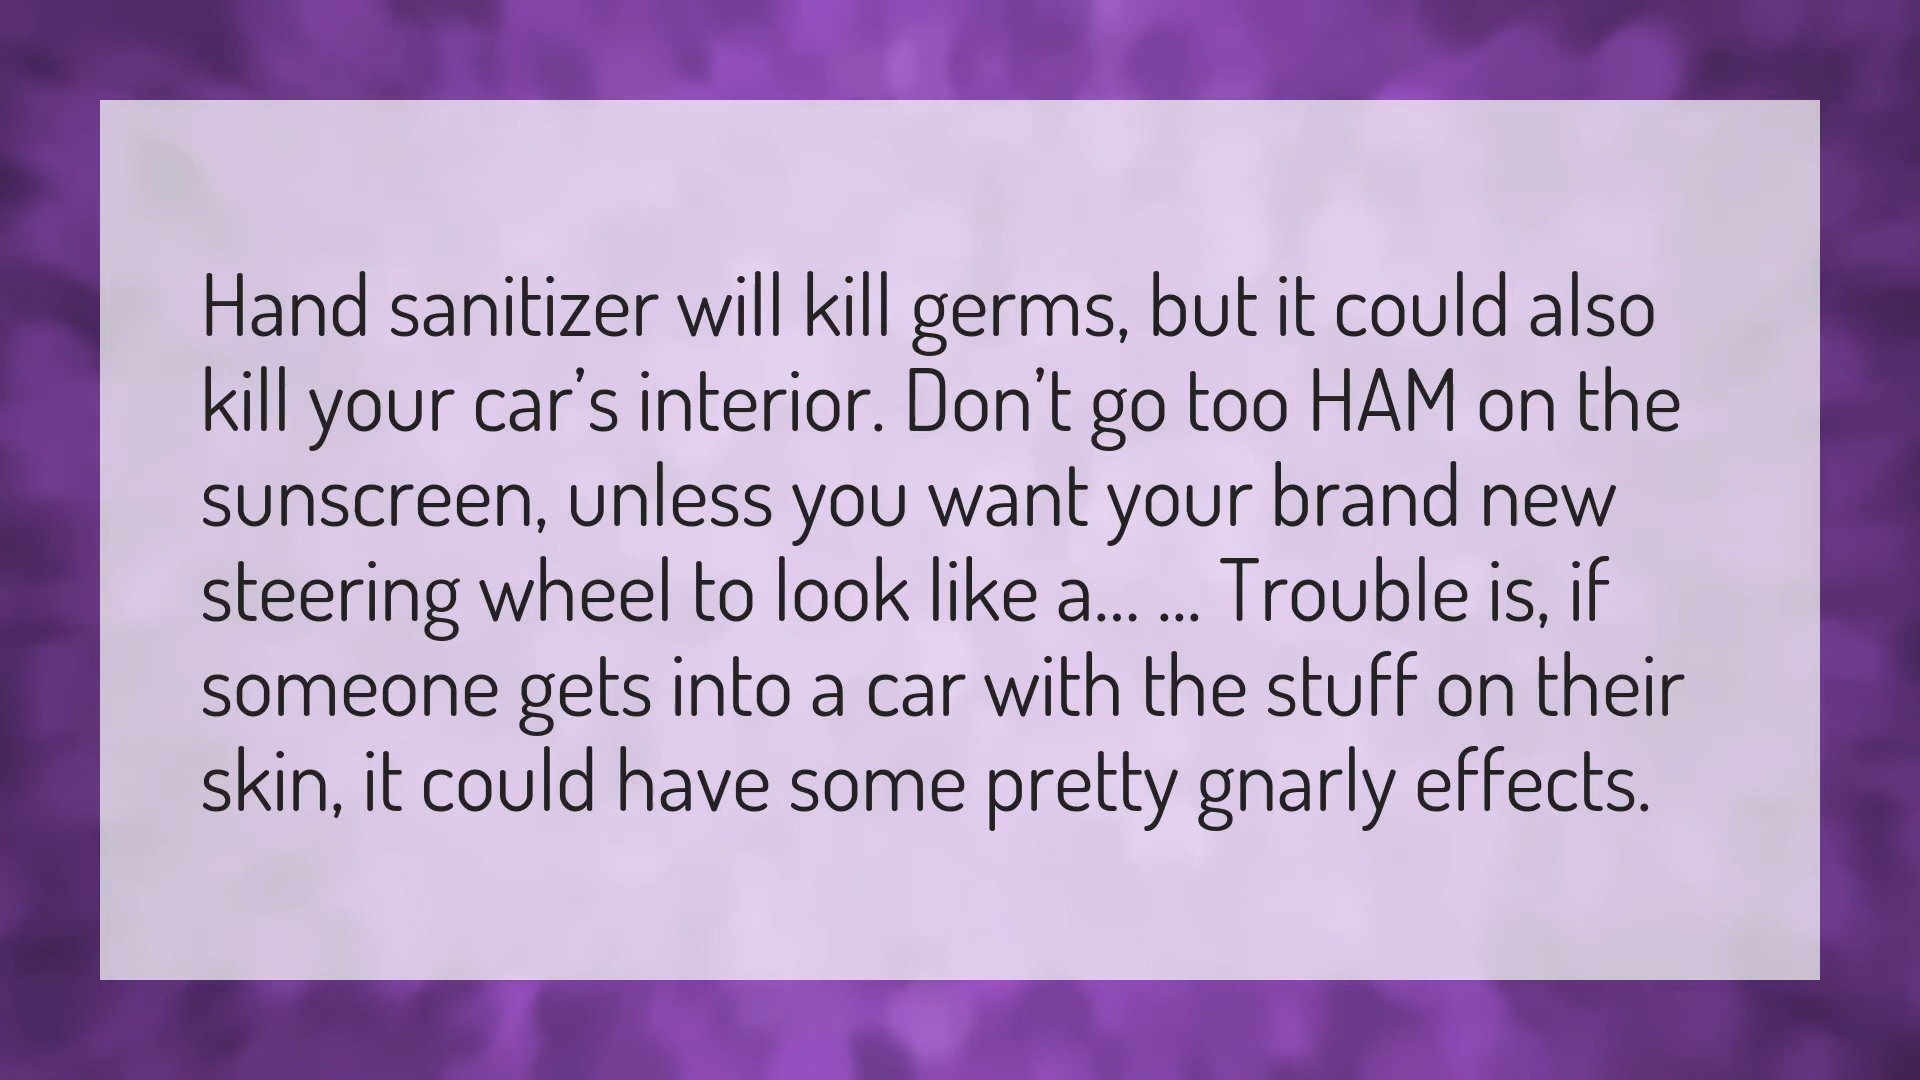 Hand sanitizer will kill germs, but it could also
kill your car’s interior. Don’t go too HAM on the
sunscreen, unless you want your brand new
steering wheel to look like a... ... Trouble is, if
someone gets into a car with the stuff on their
skin, it could have some pretty gnarly effects.